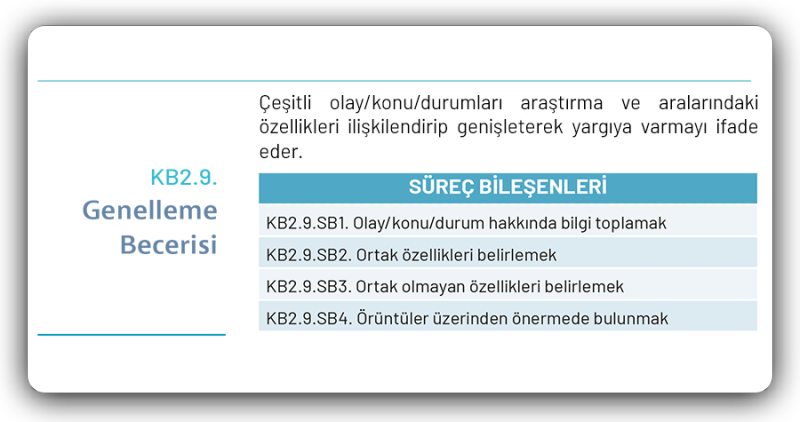 KB2.9.
Genelleme
Becerisi
Çeşitli olay/konu/durumları araştırma ve aralarındaki
özellikleri ilişkilendirip genişleterek yargıya varmayı ifade
eder.
SÜREÇ BİLEŞENLERİ
KB2.9.SB1. Olay/konu/durum hakkında bilgi toplamak
KB2.9.SB2. Ortak özellikleri belirlemek
KB2.9.SB3. Ortak olmayan özellikleri belirlemek
KB2.9.SB4. Örüntüler üzerinden önermede bulunmak